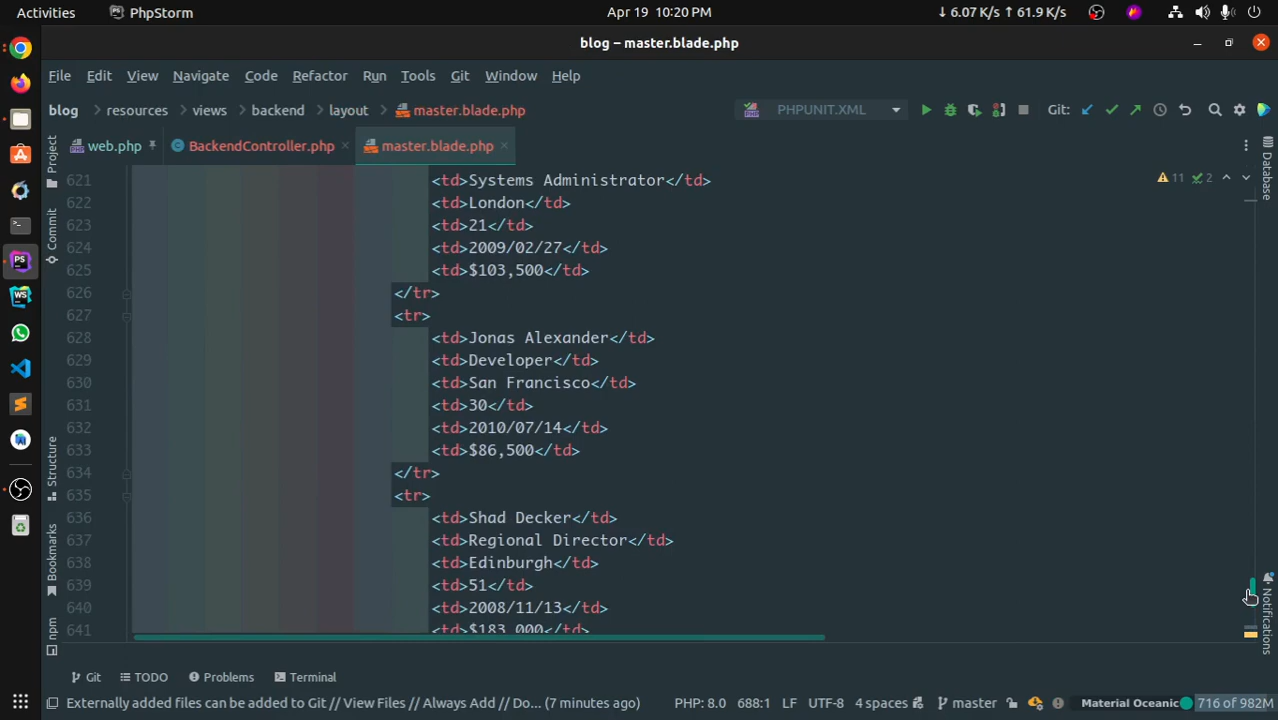 Activities PhpStorm Apr 19 10:20 PM ↓ 6.07 K/s ↑ 61.9 K/s
blog – master.blade.php
File Edit View Navigate Code Refactor Run Tools Git Window Help
blog resources views backend layout master.blade.php PHPUNIT.XML Git:
web.php BackendController.php master.blade.php
Project
Commit
Structure
Bookmarks
npm
Database
Notifications
11 2
621 <td>Systems Administrator</td>
622 <td>London</td>
623 <td>21</td>
624 <td>2009/02/27</td>
625 <td>$103,500</td>
626 </tr>
627 <tr>
628 <td>Jonas Alexander</td>
629 <td>Developer</td>
630 <td>San Francisco</td>
631 <td>30</td>
632 <td>2010/07/14</td>
633 <td>$86,500</td>
634 </tr>
635 <tr>
636 <td>Shad Decker</td>
637 <td>Regional Director</td>
638 <td>Edinburgh</td>
639 <td>51</td>
640 <td>2008/11/13</td>
641 <td>$183,000</td>
Git TODO Problems Terminal
Externally added files can be added to Git // View Files // Always Add // Do... (7 minutes ago) PHP: 8.0 688:1 LF UTF-8 4 spaces master Material Oceanic 716 of 982M
PS
WS